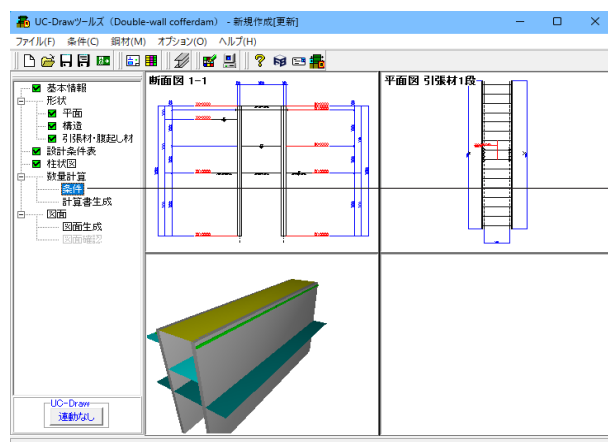 UC-Drawツールズ（Double-wall cofferdam） - 新規作成[更新]
ファイル(F) 条件(C) 鋼材(M) オプション(O) ヘルプ(H)
基本情報
形状
平面
構造
引張材・腹起し材
設計条件表
柱状図
数量計算
条件
計算書生成
図面
図面生成
図面確認
UC-Draw
連動なし
断面図 1-1
平面図 引張材1段